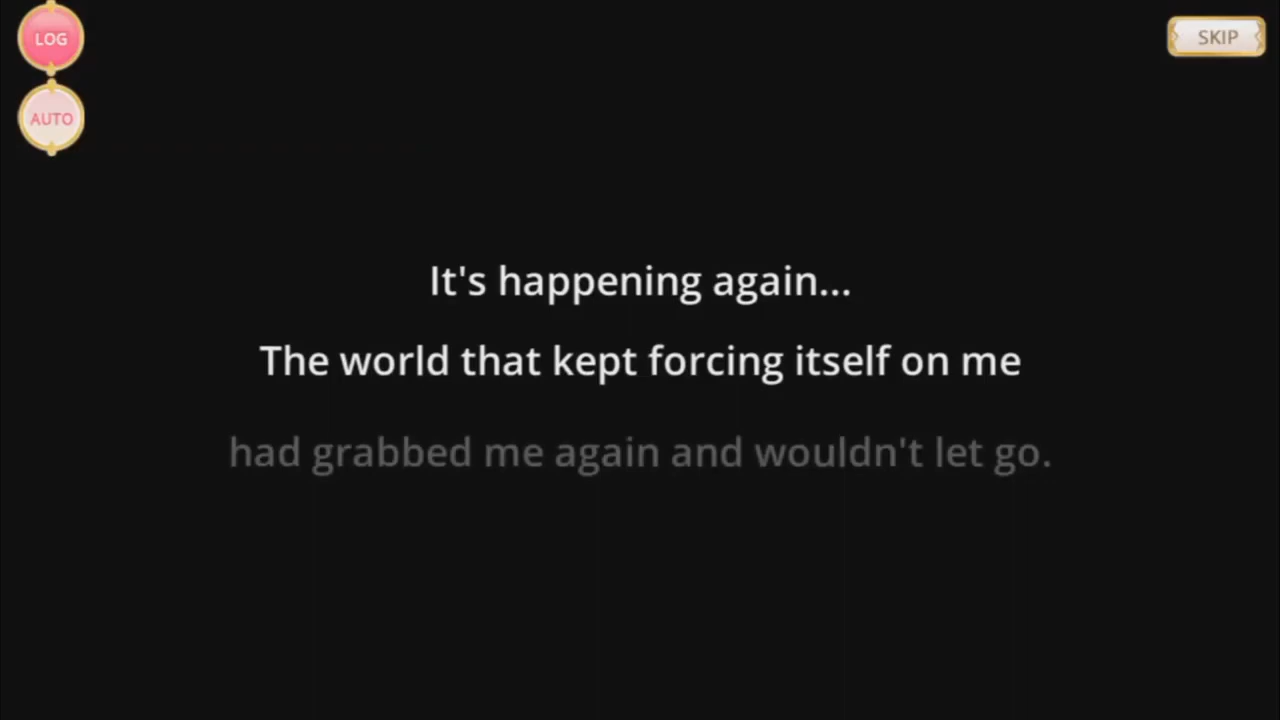 LOG
SKIP
AUTO
It's happening again...
The world that kept forcing itself on me
had grabbed me again and wouldn't let go.